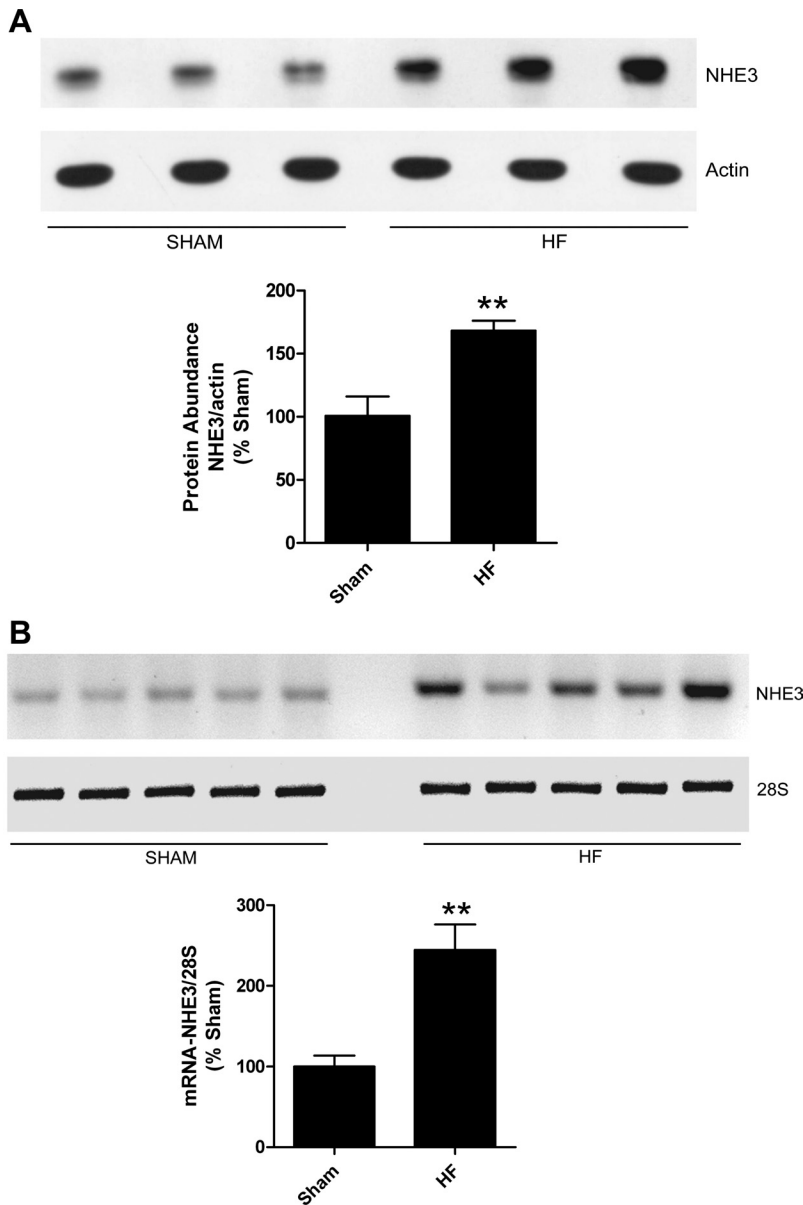 A
NHE3
Actin
SHAM HF
Protein Abundance
NHE3/actin
(% Sham)
200
150
100
50
0
**
Sham HF
B
NHE3
28S
SHAM HF
mRNA-NHE3/28S
(% Sham)
300
200
100
0
**
Sham HF